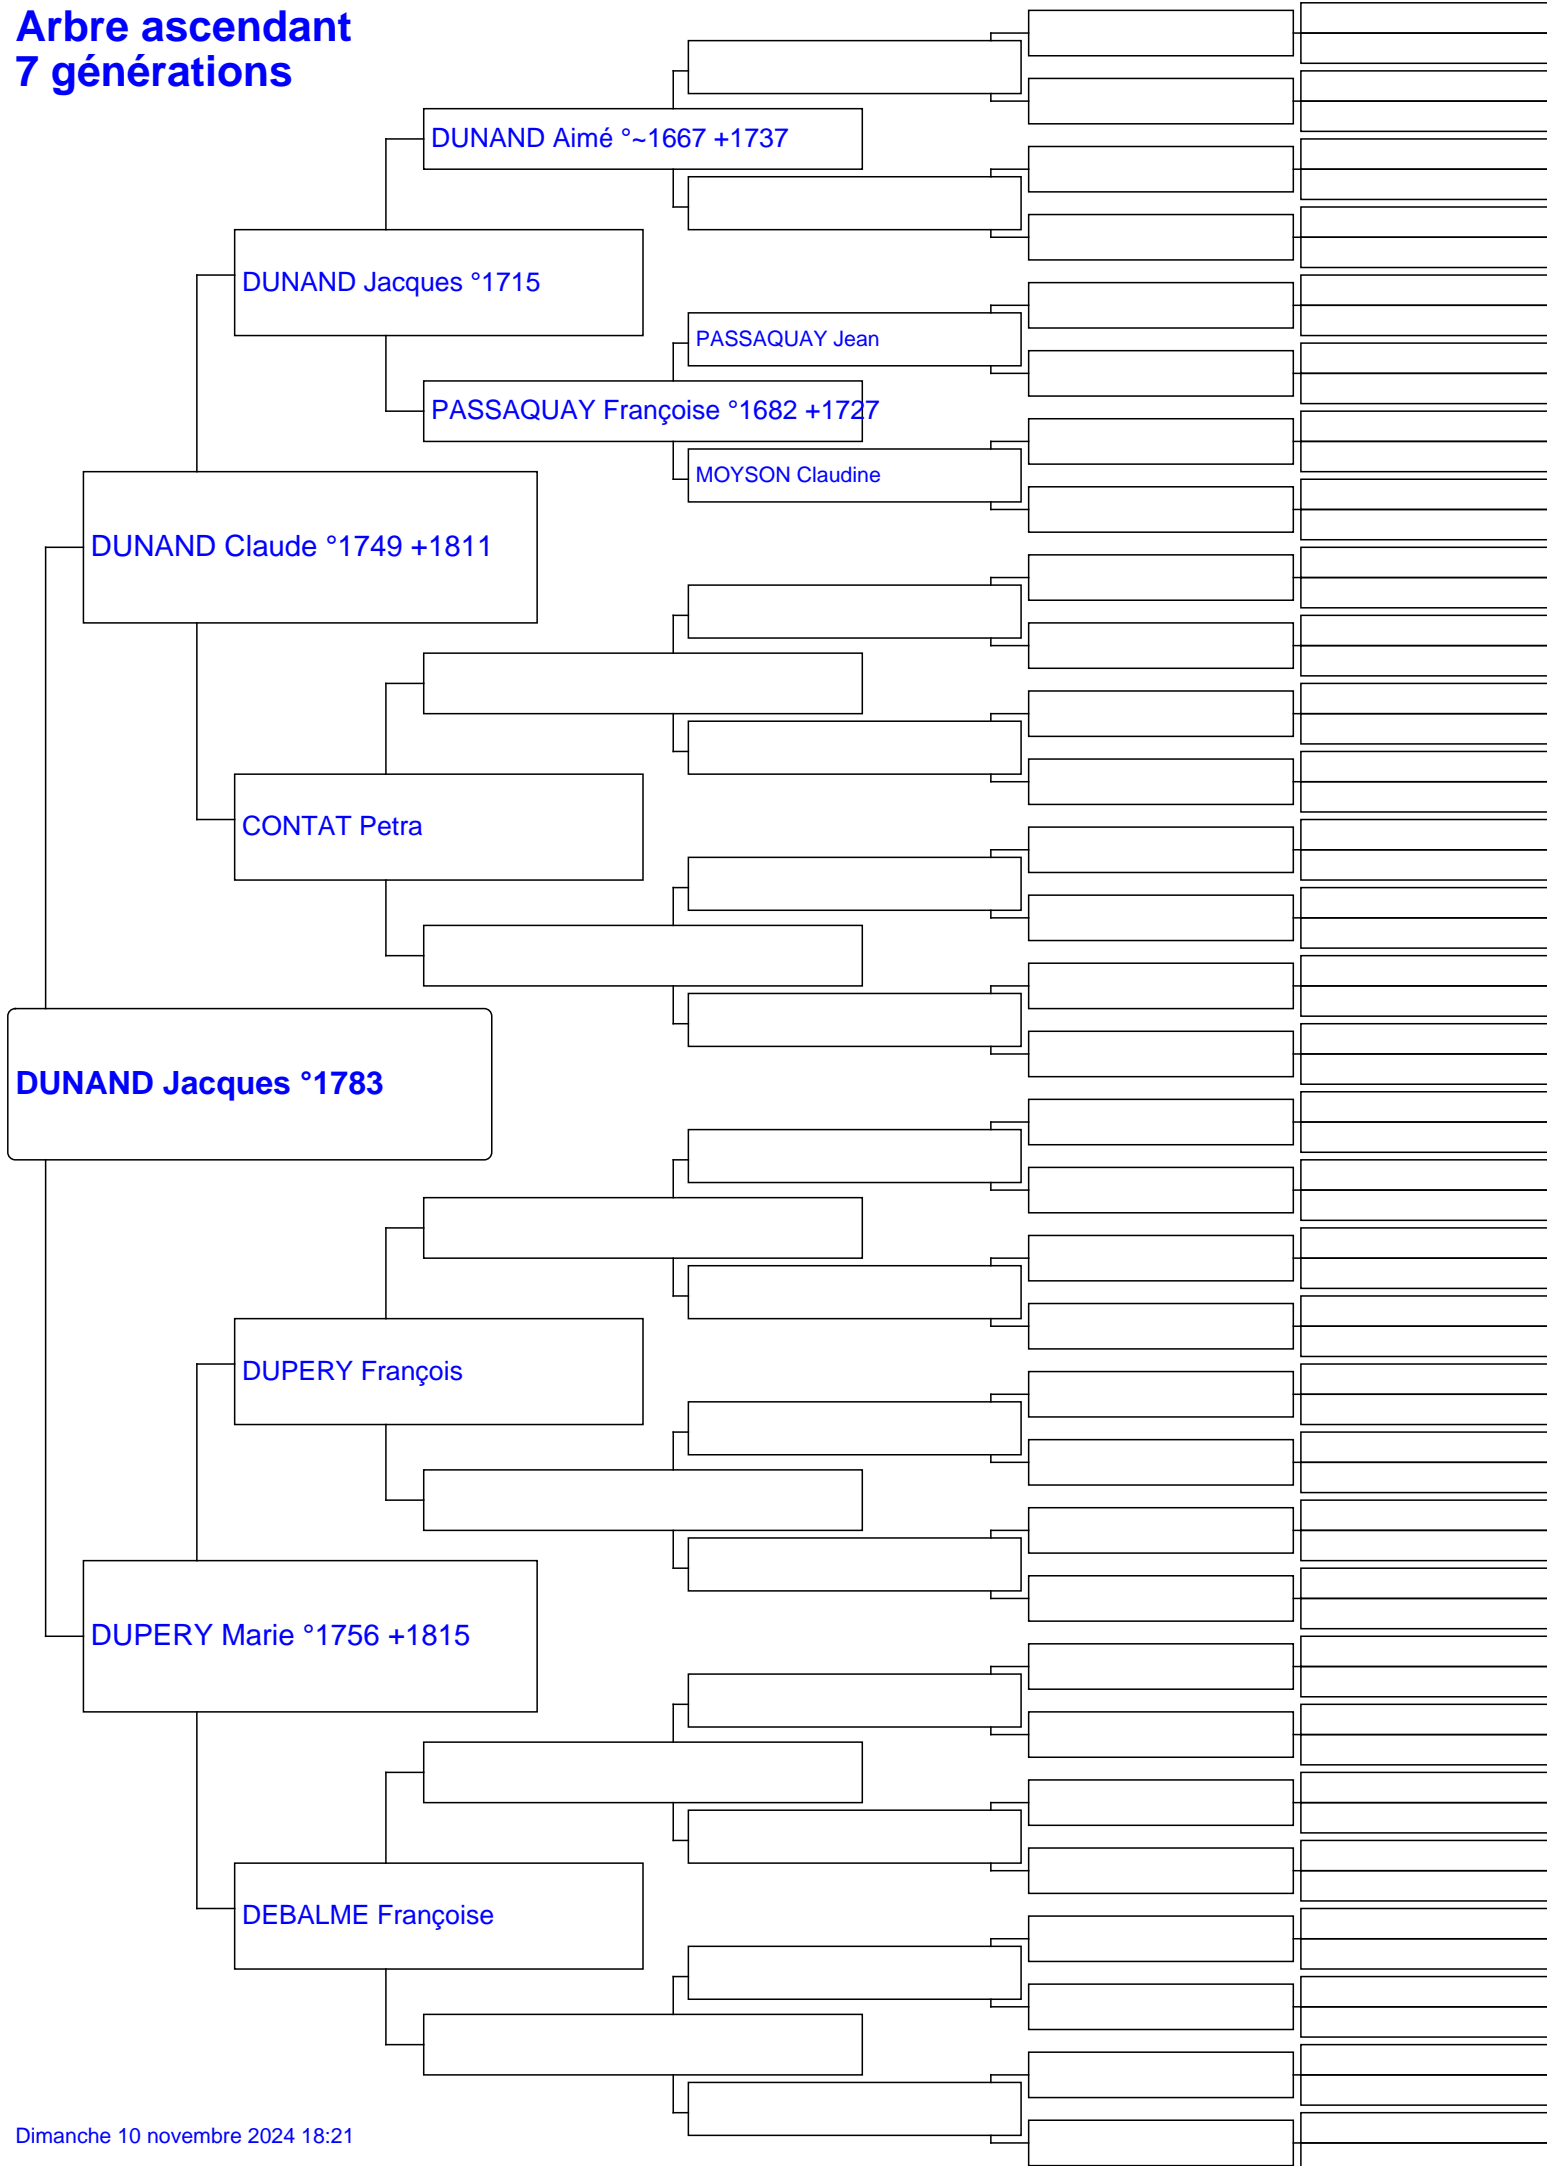 Arbre ascendant
7 générations
DUNAND Aimé °~1667 +1737
DUNAND Jacques °1715
PASSAQUAY Jean
PASSAQUAY Françoise °1682 +1727
MOYSON Claudine
DUNAND Claude °1749 +1811
CONTAT Petra
DUNAND Jacques °1783
DUPERY François
DUPERY Marie °1756 +1815
DEBALME Françoise
Dimanche 10 novembre 2024 18:21